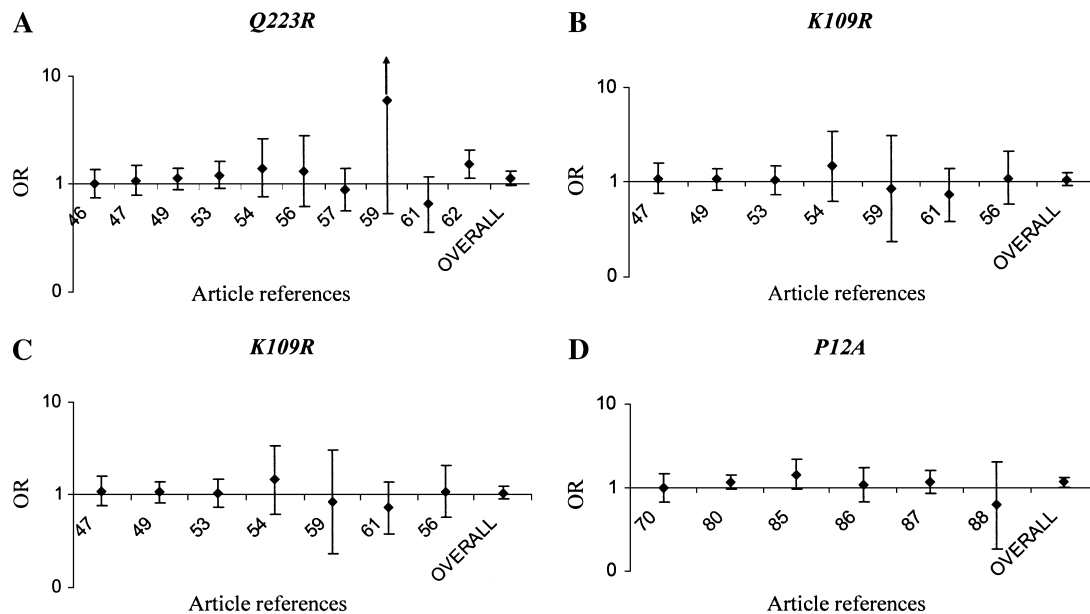 A
Q223R
10
OR
1
0
46 47 49 53 54 56 57 59 61 62 OVERALL
Article references
B
K109R
10
OR
1
0
47 49 53 54 59 61 56 OVERALL
Article references
C
K109R
10
OR
1
0
47 49 53 54 59 61 56 OVERALL
Article references
D
P12A
10
OR
1
0
70 80 85 86 87 88 OVERALL
Article references